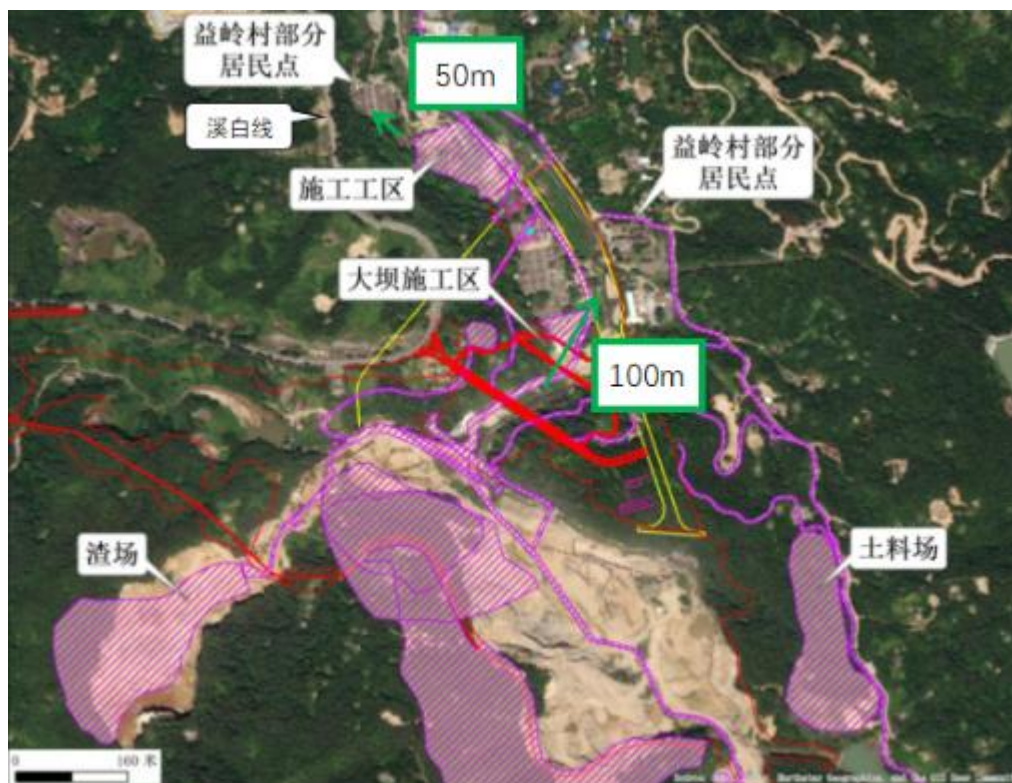 益岭村部分
居民点
50m
溪白线
益岭村部分
居民点
施工工区
大坝施工区
100m
渣场
土料场
0 160 米